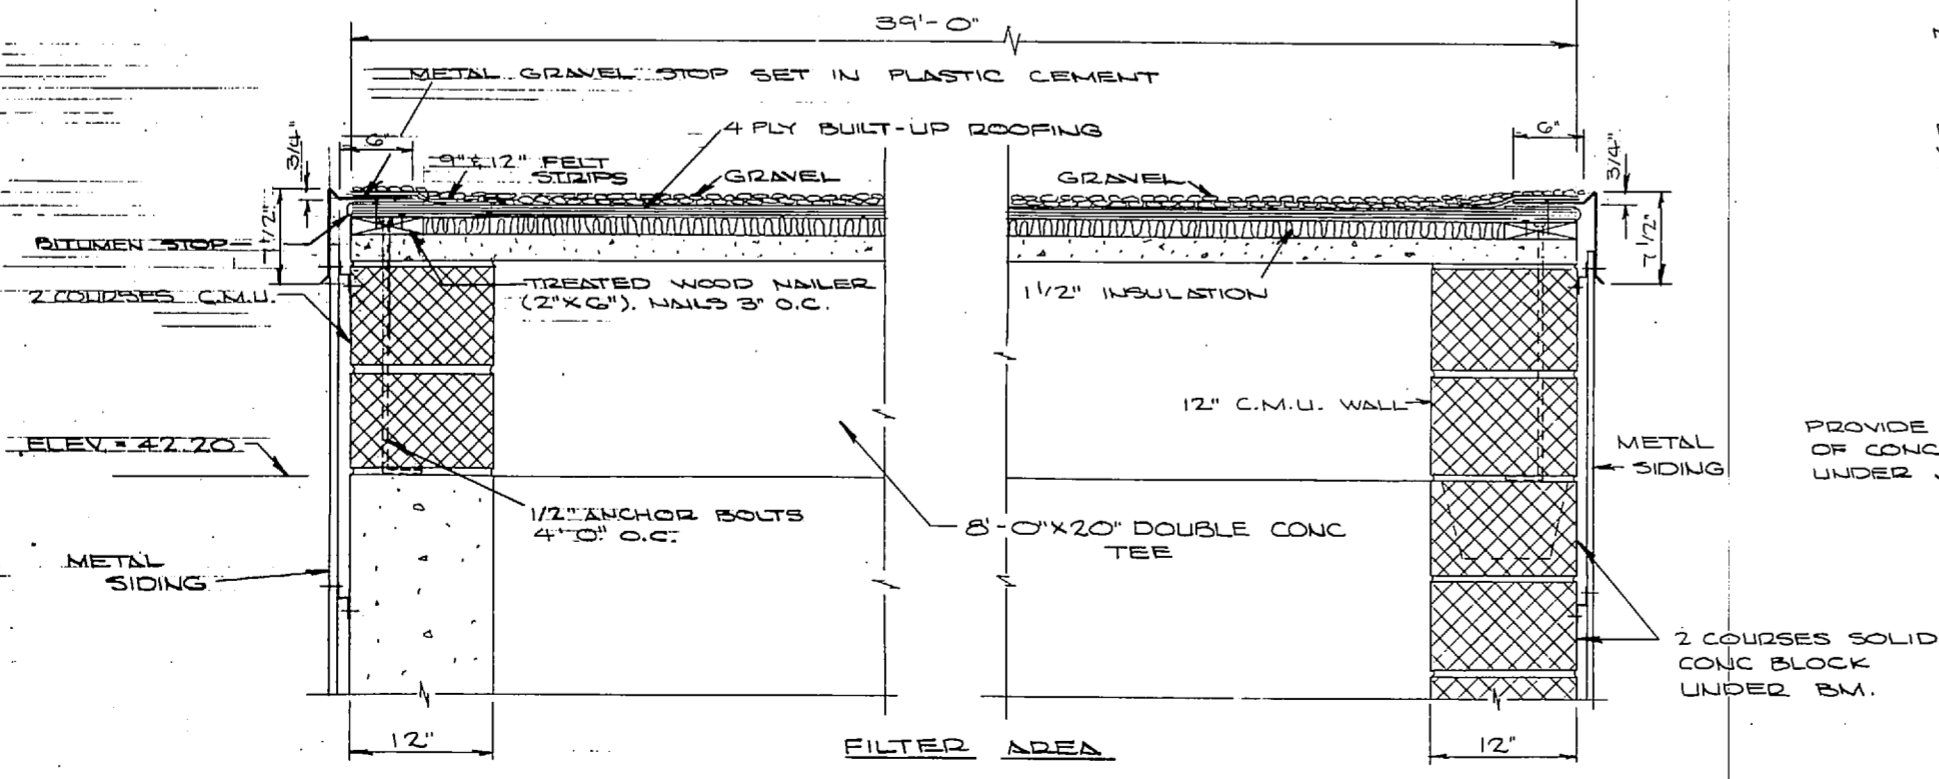 39'-0"
METAL GRAVEL STOP SET IN PLASTIC CEMENT
4 PLY BUILT-UP ROOFING
6"
6"
3/4"
3/4"
9" & 12" FELT
STRIPS
GRAVEL
GRAVEL
7 1/2"
7 1/2"
BITUMEN STOP
2 COURSES C.M.U.
TREATED WOOD NAILER
(2"X6"). NAILS 3" O.C.
1 1/2" INSULATION
12" C.M.U. WALL
ELEV = 42.20
METAL
SIDING
PROVIDE
OF CONC
UNDER
1/2" ANCHOR BOLTS
4'-0" O.C.
8'-0"X20" DOUBLE CONC
TEE
METAL
SIDING
2 COURSES SOLID
CONC BLOCK
UNDER BM.
12"
12"
FILTER AREA